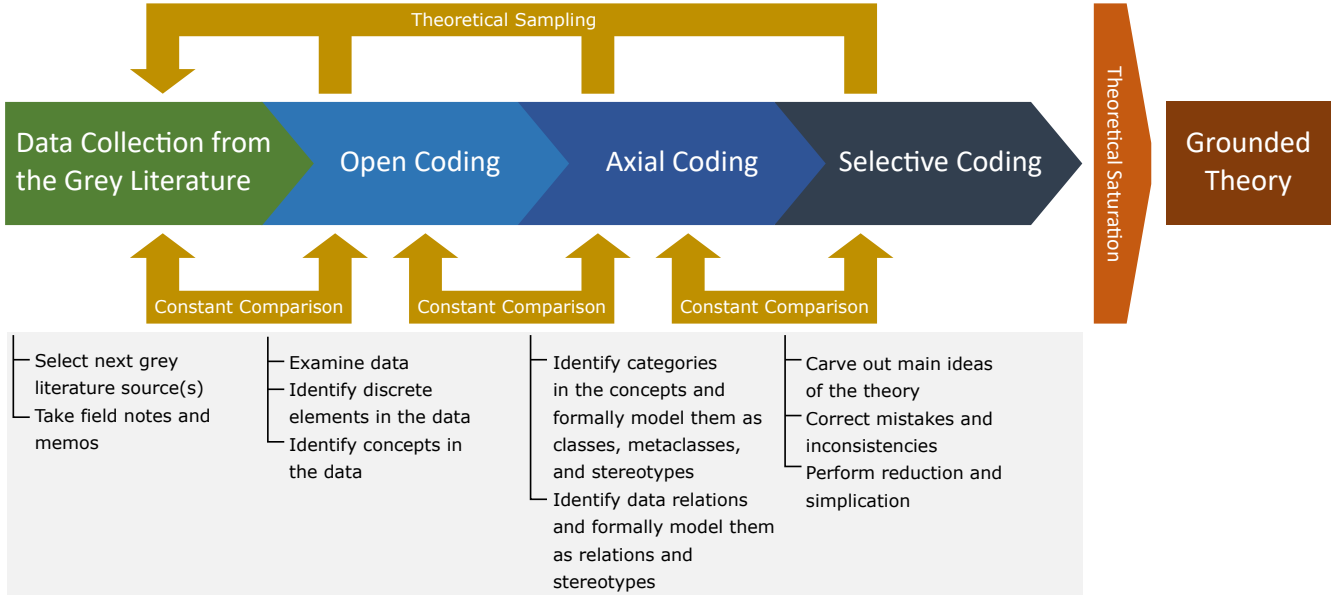 Theoretical Sampling
Data Collection from
the Grey Literature
Open Coding
Axial Coding
Selective Coding
Theoretical Saturation
Grounded
Theory
Constant Comparison
Constant Comparison
Constant Comparison
Select next grey
literature source(s)
Take field notes and
memos
Examine data
Identify discrete
elements in the data
Identify concepts in
the data
Identify categories
in the concepts and
formally model them as
classes, metaclasses,
and stereotypes
Identify data relations
and formally model them
as relations and
stereotypes
Carve out main ideas
of the theory
Correct mistakes and
inconsistencies
Perform reduction and
simplication